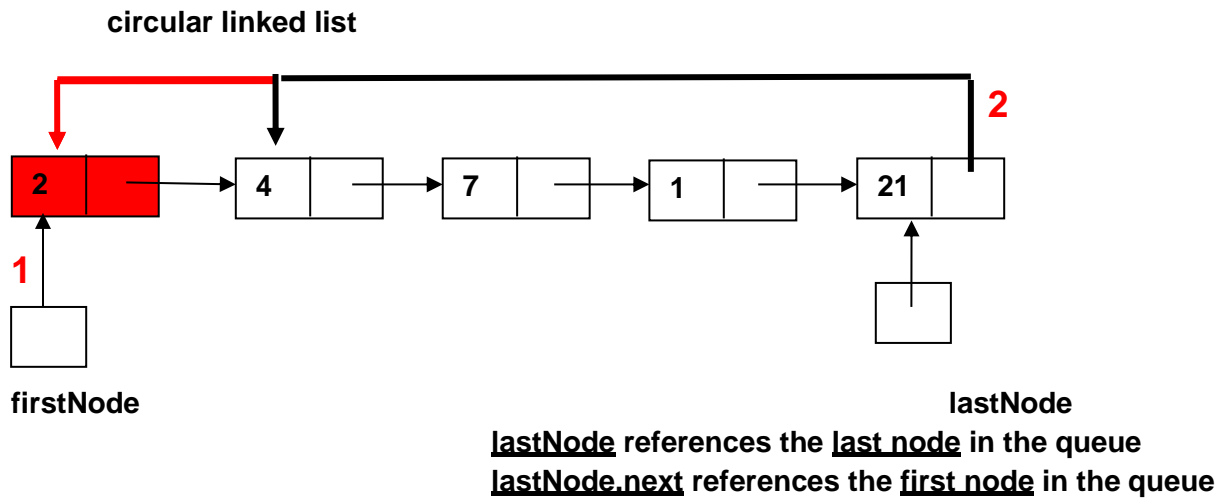 circular linked list
2
2 4 7 1 21
1
firstNode lastNode
lastNode references the last node in the queue
lastNode.next references the first node in the queue